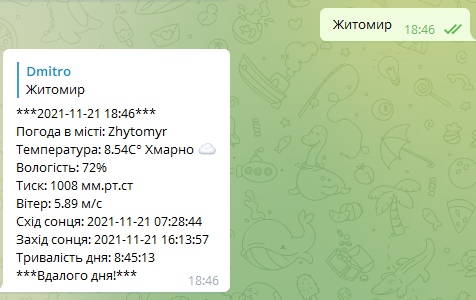 Житомир
18:46
Dmitro
Житомир
***2021-11-21 18:46***
Погода в місті: Zhytomyr
Температура: 8.54C° Хмарно ☁️
Вологість: 72%
Тиск: 1008 мм.рт.ст
Вітер: 5.89 м/с
Схід сонця: 2021-11-21 07:28:44
Захід сонця: 2021-11-21 16:13:57
Тривалість дня: 8:45:13
***Вдалого дня!***
18:46